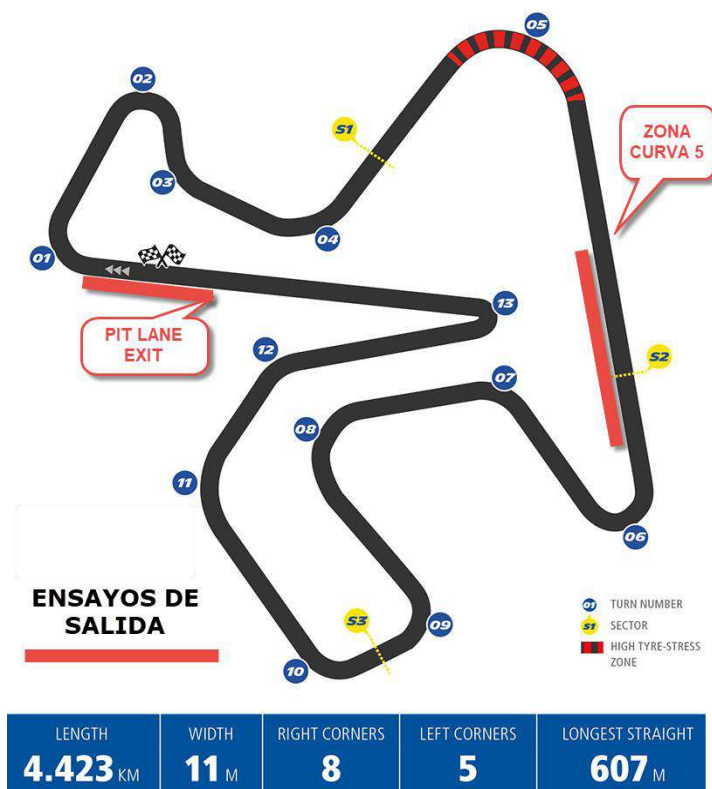 05
02
S1
ZONA
CURVA 5
03
04
01
13
PIT LANE
EXIT
12
S2
07
08
11
06
ENSAYOS DE
SALIDA
01 TURN NUMBER
S1 SECTOR
HIGH TYRE-STRESS
ZONE
S3
09
10
LENGTH
4.423 KM
WIDTH
11 M
RIGHT CORNERS
8
LEFT CORNERS
5
LONGEST STRAIGHT
607 M